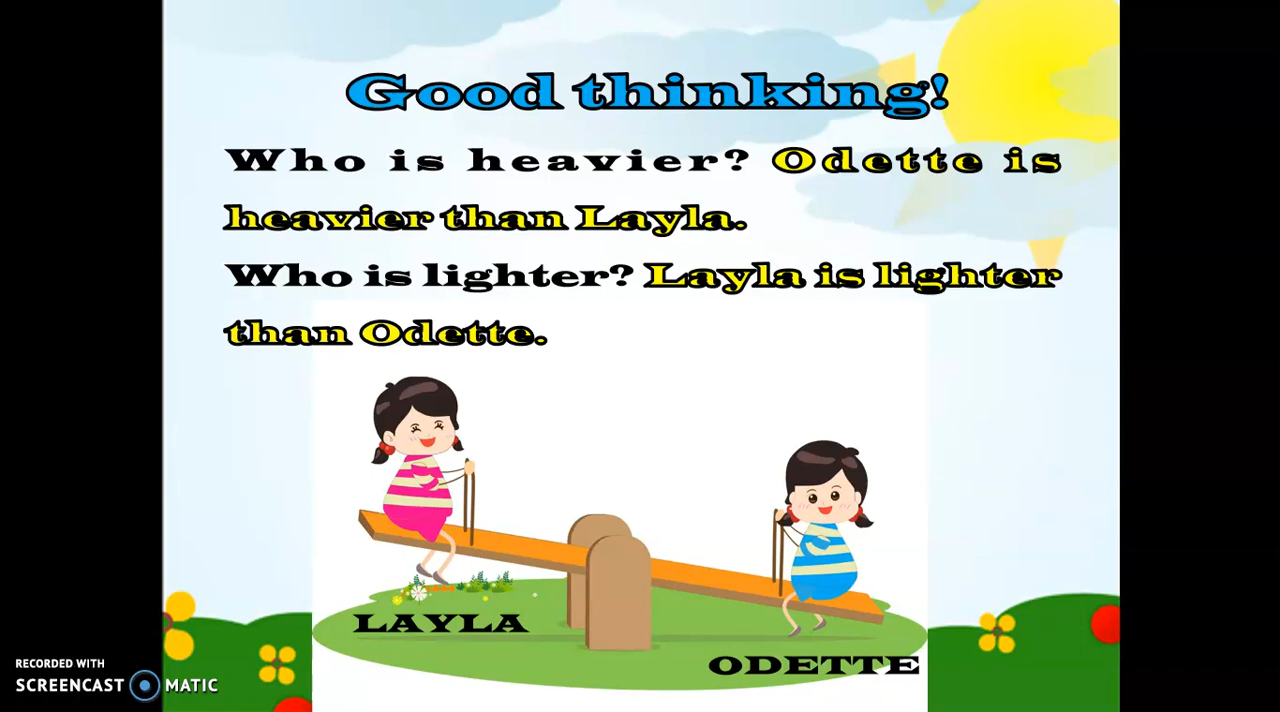 Good thinking!
Who is heavier? Odette is
heavier than Layla.
Who is lighter? Layla is lighter
than Odette.
LAYLA
ODETTE
RECORDED WITH
SCREENCAST MATIC